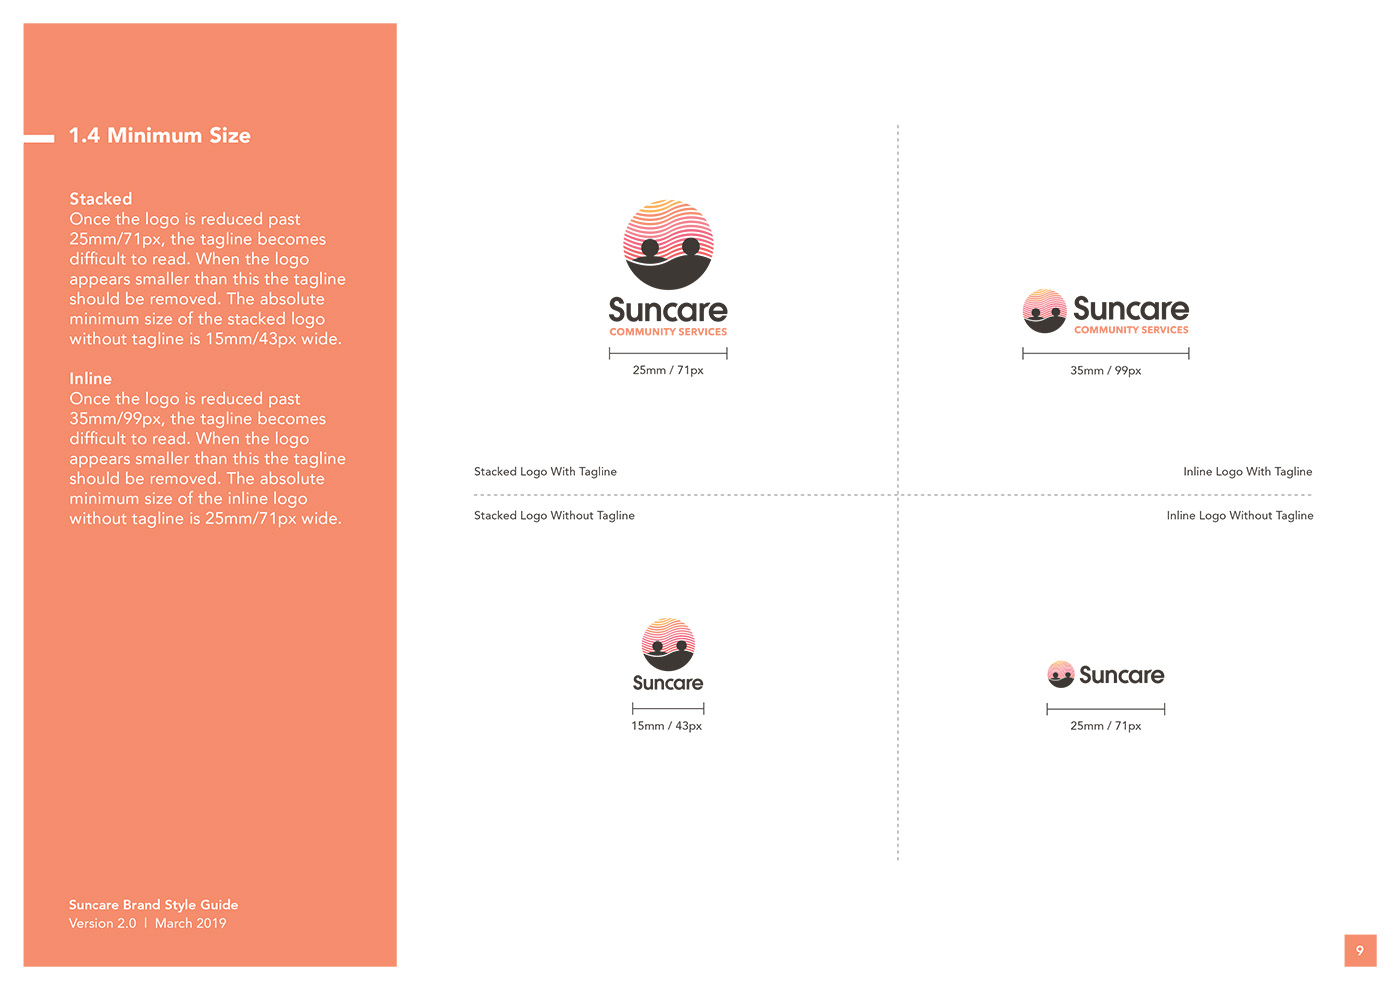 1.4 Minimum Size
Stacked
Once the logo is reduced past
25mm/71px, the tagline becomes
difficult to read. When the logo
appears smaller than this the tagline
should be removed. The absolute
minimum size of the stacked logo
without tagline is 15mm/43px wide.
Inline
Once the logo is reduced past
35mm/99px, the tagline becomes
difficult to read. When the logo
appears smaller than this the tagline
should be removed. The absolute
minimum size of the inline logo
without tagline is 25mm/71px wide.
Suncare Brand Style Guide
Version 2.0 | March 2019
Suncare
COMMUNITY SERVICES
25mm / 71px
Stacked Logo With Tagline
Suncare
COMMUNITY SERVICES
35mm / 99px
Inline Logo With Tagline
Stacked Logo Without Tagline
Suncare
15mm / 43px
Inline Logo Without Tagline
Suncare
25mm / 71px
9